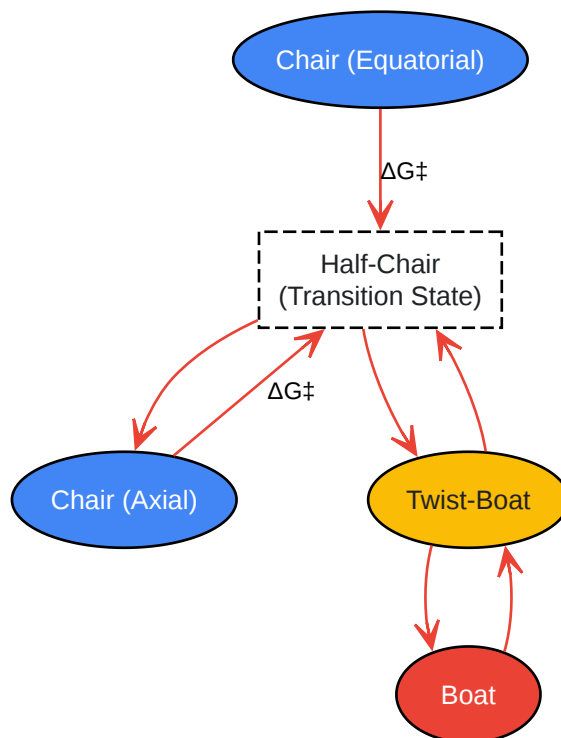 Chair (Equatorial)
ΔG‡
Half-Chair
(Transition State)
ΔG‡
Chair (Axial)
Twist-Boat
Boat